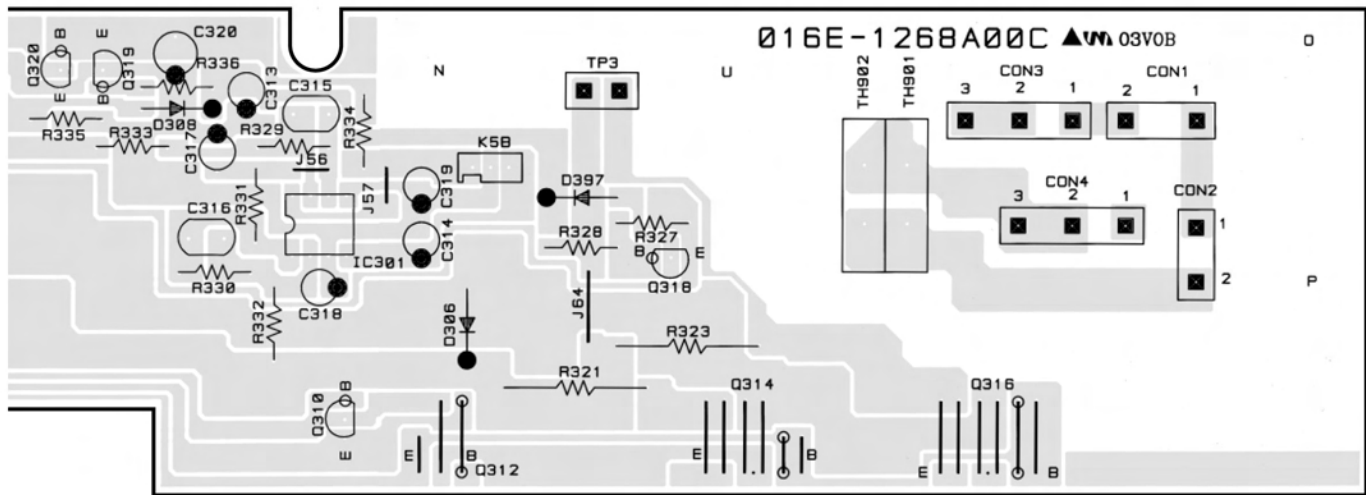 016E-1268A00C 03V0B
O
C320
E
B
Q320
Q319
R336
C313
N
TP3
U
TH902
TH901
CON3
CON1
C315
3 2 1
2 1
E
B
D308
R334
R335
R333
C317
R329
K5B
J56
C319
D397
CON4
CON2
R331
J57
3 2 1
1
C316
C314
R328
R327
B
E
IC301
R330
Q318
2
P
C318
R332
D306
J64
R323
R321
Q314
Q316
Q310
B
E
E
B
Q312
E
B
E
B